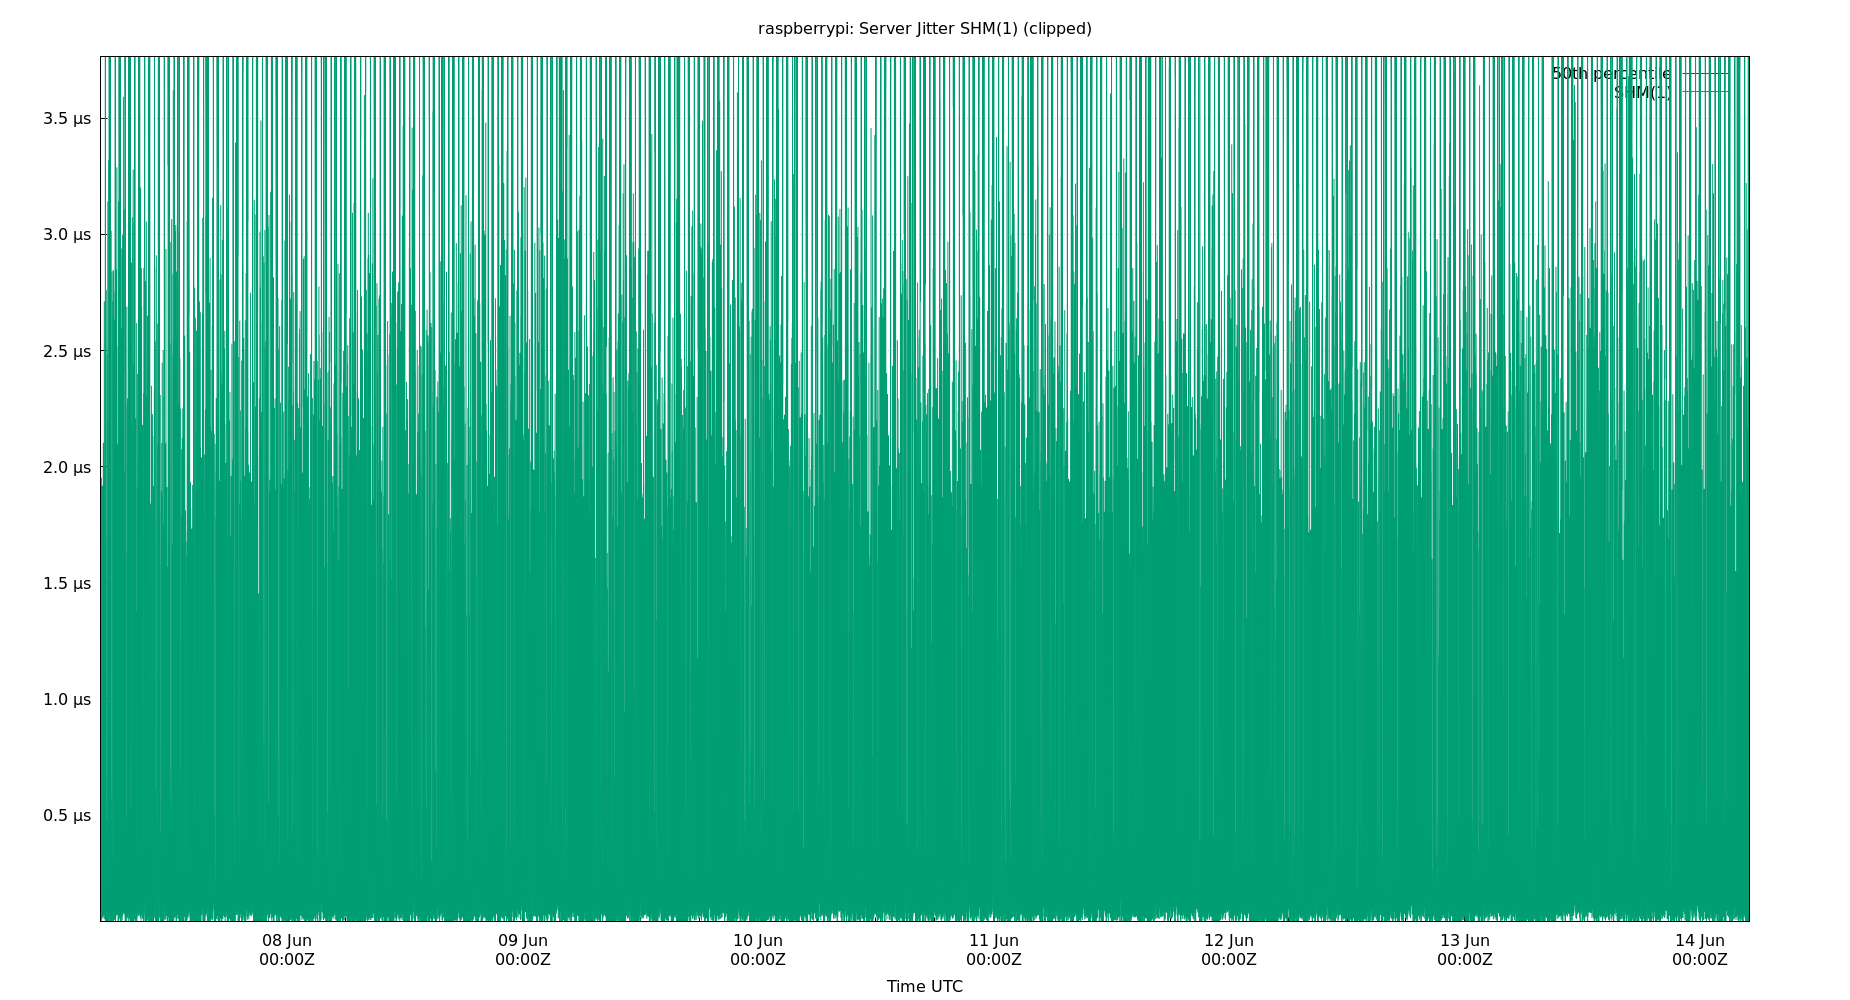 raspberrypi: Server Jitter SHM(1) (clipped)
50th percentile
SHM(1)
3.5 µs
3.0 µs
2.5 µs
2.0 µs
1.5 µs
1.0 µs
0.5 µs
08 Jun 09 Jun 10 Jun 11 Jun 12 Jun 13 Jun 14 Jun
00:00Z 00:00Z 00:00Z 00:00Z 00:00Z 00:00Z 00:00Z
Time UTC